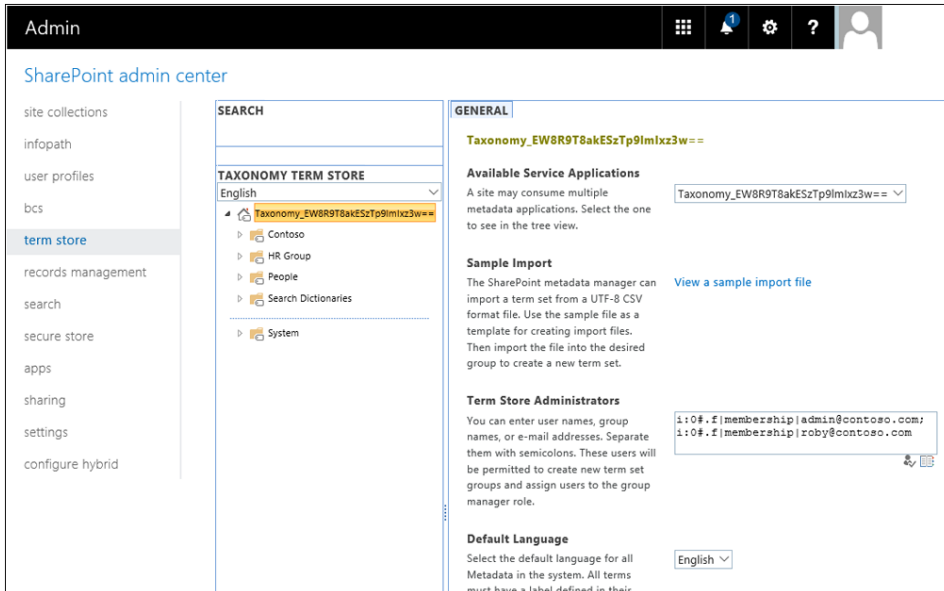 Admin
1
?
SharePoint admin center
site collections
infopath
user profiles
bcs
term store
records management
search
secure store
apps
sharing
settings
configure hybrid
SEARCH
TAXONOMY TERM STORE
English
Taxonomy_EW8R9T8akESzTp9lmIxz3w==
Contoso
HR Group
People
Search Dictionaries
System
GENERAL
Taxonomy_EW8R9T8akESzTp9lmIxz3w==
Available Service Applications
A site may consume multiple
metadata applications. Select the one
to see in the tree view.
Taxonomy_EW8R9T8akESzTp9lmIxz3w==
Sample Import
The SharePoint metadata manager can
import a term set from a UTF-8 CSV
format file. Use the sample file as a
template for creating import files.
Then import the file into the desired
group to create a new term set.
View a sample import file
Term Store Administrators
You can enter user names, group
names, or e-mail addresses. Separate
them with semicolons. These users will
be permitted to create new term set
groups and assign users to the group
manager role.
i:0#.f|membership|admin@contoso.com;
i:0#.f|membership|roby@contoso.com
Default Language
Select the default language for all
Metadata in the system. All terms
must have a label defined in their
English